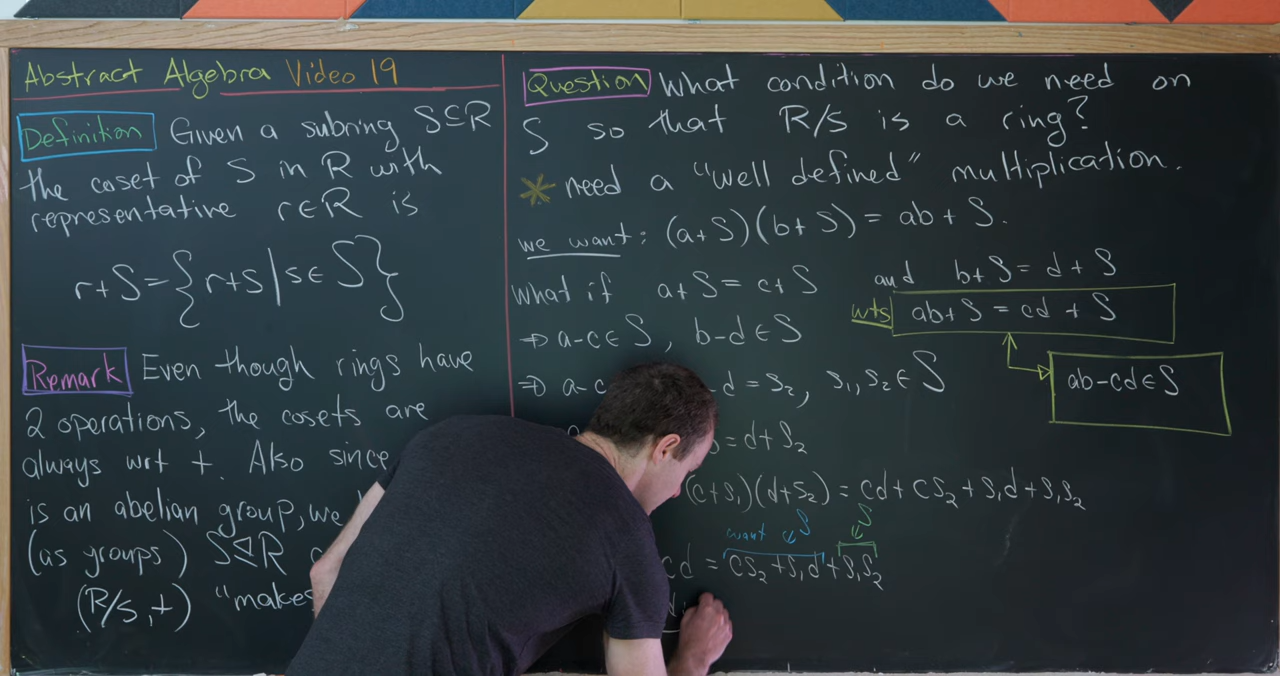 Abstract Algebra Video 19
Definition Given a subring S⊆R
the coset of S in R with
representative r∈R is
r+S={r+s|s∈S}
Remark Even though rings have
2 operations, the cosets are
always wrt +. Also since
is an abelian group, we
(as groups) S⊴R
(R/S,+) "makes
Question What condition do we need on
S so that R/S is a ring?
* need a "well defined" multiplication.
we want: (a+S)(b+S)=ab+S.
What if a+S=c+S and b+S=d+S
wts ab+S=cd+S
⇒ a-c∈S, b-d∈S
⇒ a-c -d=s₂, s₁,s₂∈S
ab-cd∈S
=d+s₂
(c+s₁)(d+s₂)=cd+cs₂+s₁d+s₁s₂
want ∈S ∈S
cd=cs₂+s₁d+s₁s₂